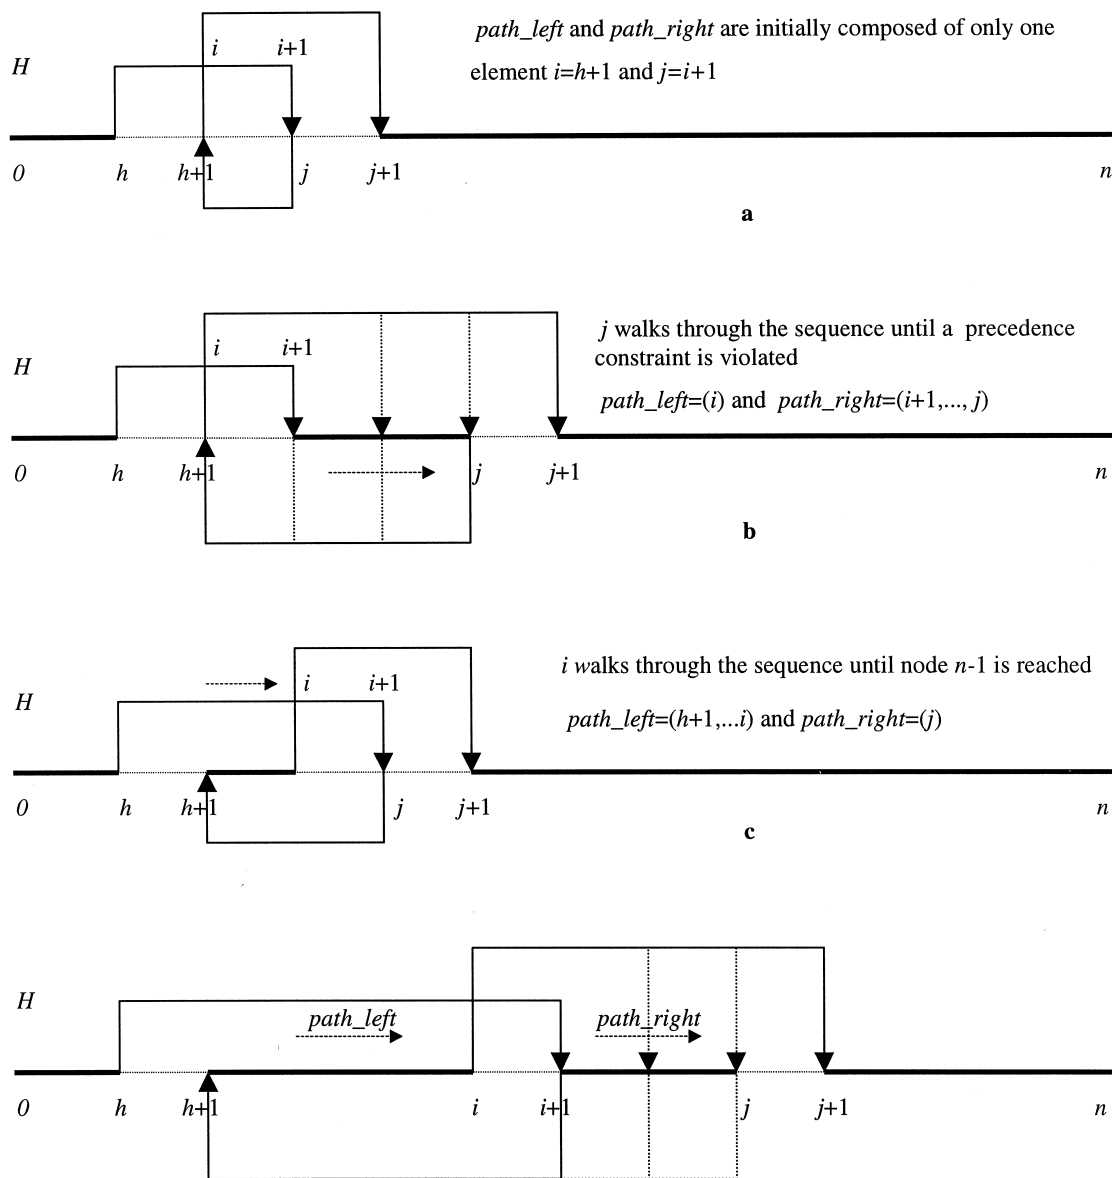 path_left and path_right are initially composed of only one
element i=h+1 and j=i+1
H
i i+1
0 h h+1 j j+1 n
a
j walks through the sequence until a precedence
constraint is violated
path_left=(i) and path_right=(i+1,..., j)
H
i i+1
0 h h+1 j j+1 n
b
i walks through the sequence until node n-1 is reached
path_left=(h+1,...i) and path_right=(j)
H
i i+1
0 h h+1 j j+1 n
c
H
path_left path_right
0 h h+1 i i+1 j j+1 n